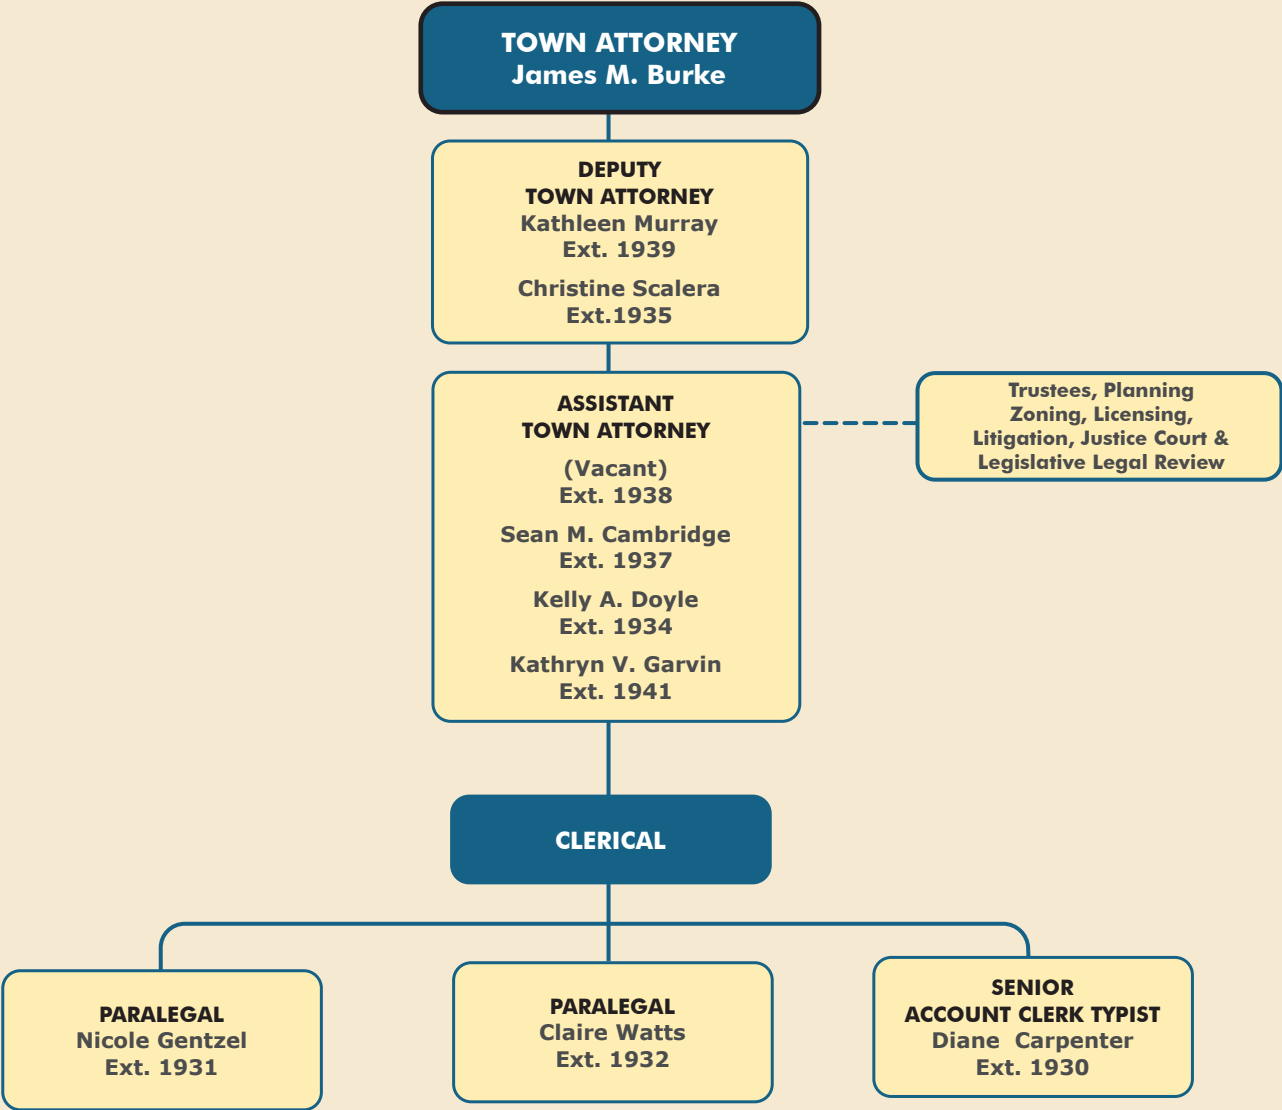 TOWN ATTORNEY
James M. Burke
DEPUTY
TOWN ATTORNEY
Kathleen Murray
Ext. 1939
Christine Scalera
Ext.1935
ASSISTANT
TOWN ATTORNEY
(Vacant)
Ext. 1938
Sean M. Cambridge
Ext. 1937
Kelly A. Doyle
Ext. 1934
Kathryn V. Garvin
Ext. 1941
Trustees, Planning
Zoning, Licensing,
Litigation, Justice Court &
Legislative Legal Review
CLERICAL
PARALEGAL
Nicole Gentzel
Ext. 1931
PARALEGAL
Claire Watts
Ext. 1932
SENIOR
ACCOUNT CLERK TYPIST
Diane  Carpenter
Ext. 1930